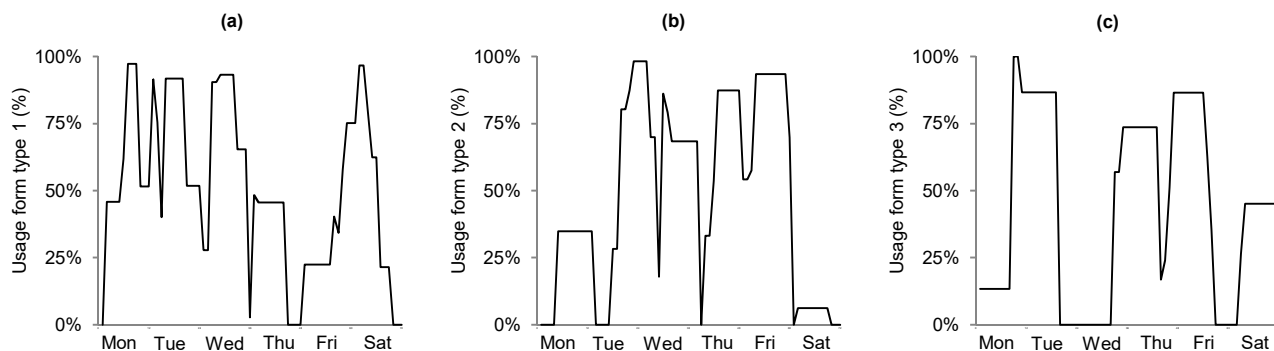 (a)
Usage form type 1 (%)
100%
75%
50%
25%
0%
Mon Tue Wed Thu Fri Sat
(b)
Usage form type 2 (%)
100%
75%
50%
25%
0%
Mon Tue Wed Thu Fri Sat
(c)
Usage form type 3 (%)
100%
75%
50%
25%
0%
Mon Tue Wed Thu Fri Sat